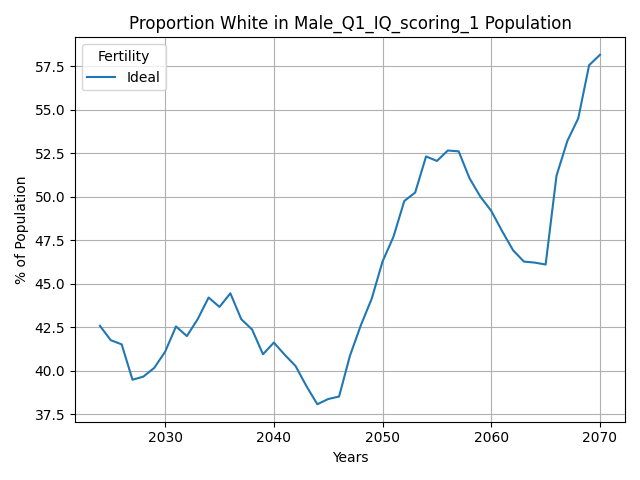 Proportion White in Male_Q1_IQ_scoring_1 Population
Fertility
Ideal
57.5
55.0
52.5
50.0
47.5
45.0
42.5
40.0
37.5
% of Population
2030 2040 2050 2060 2070
Years